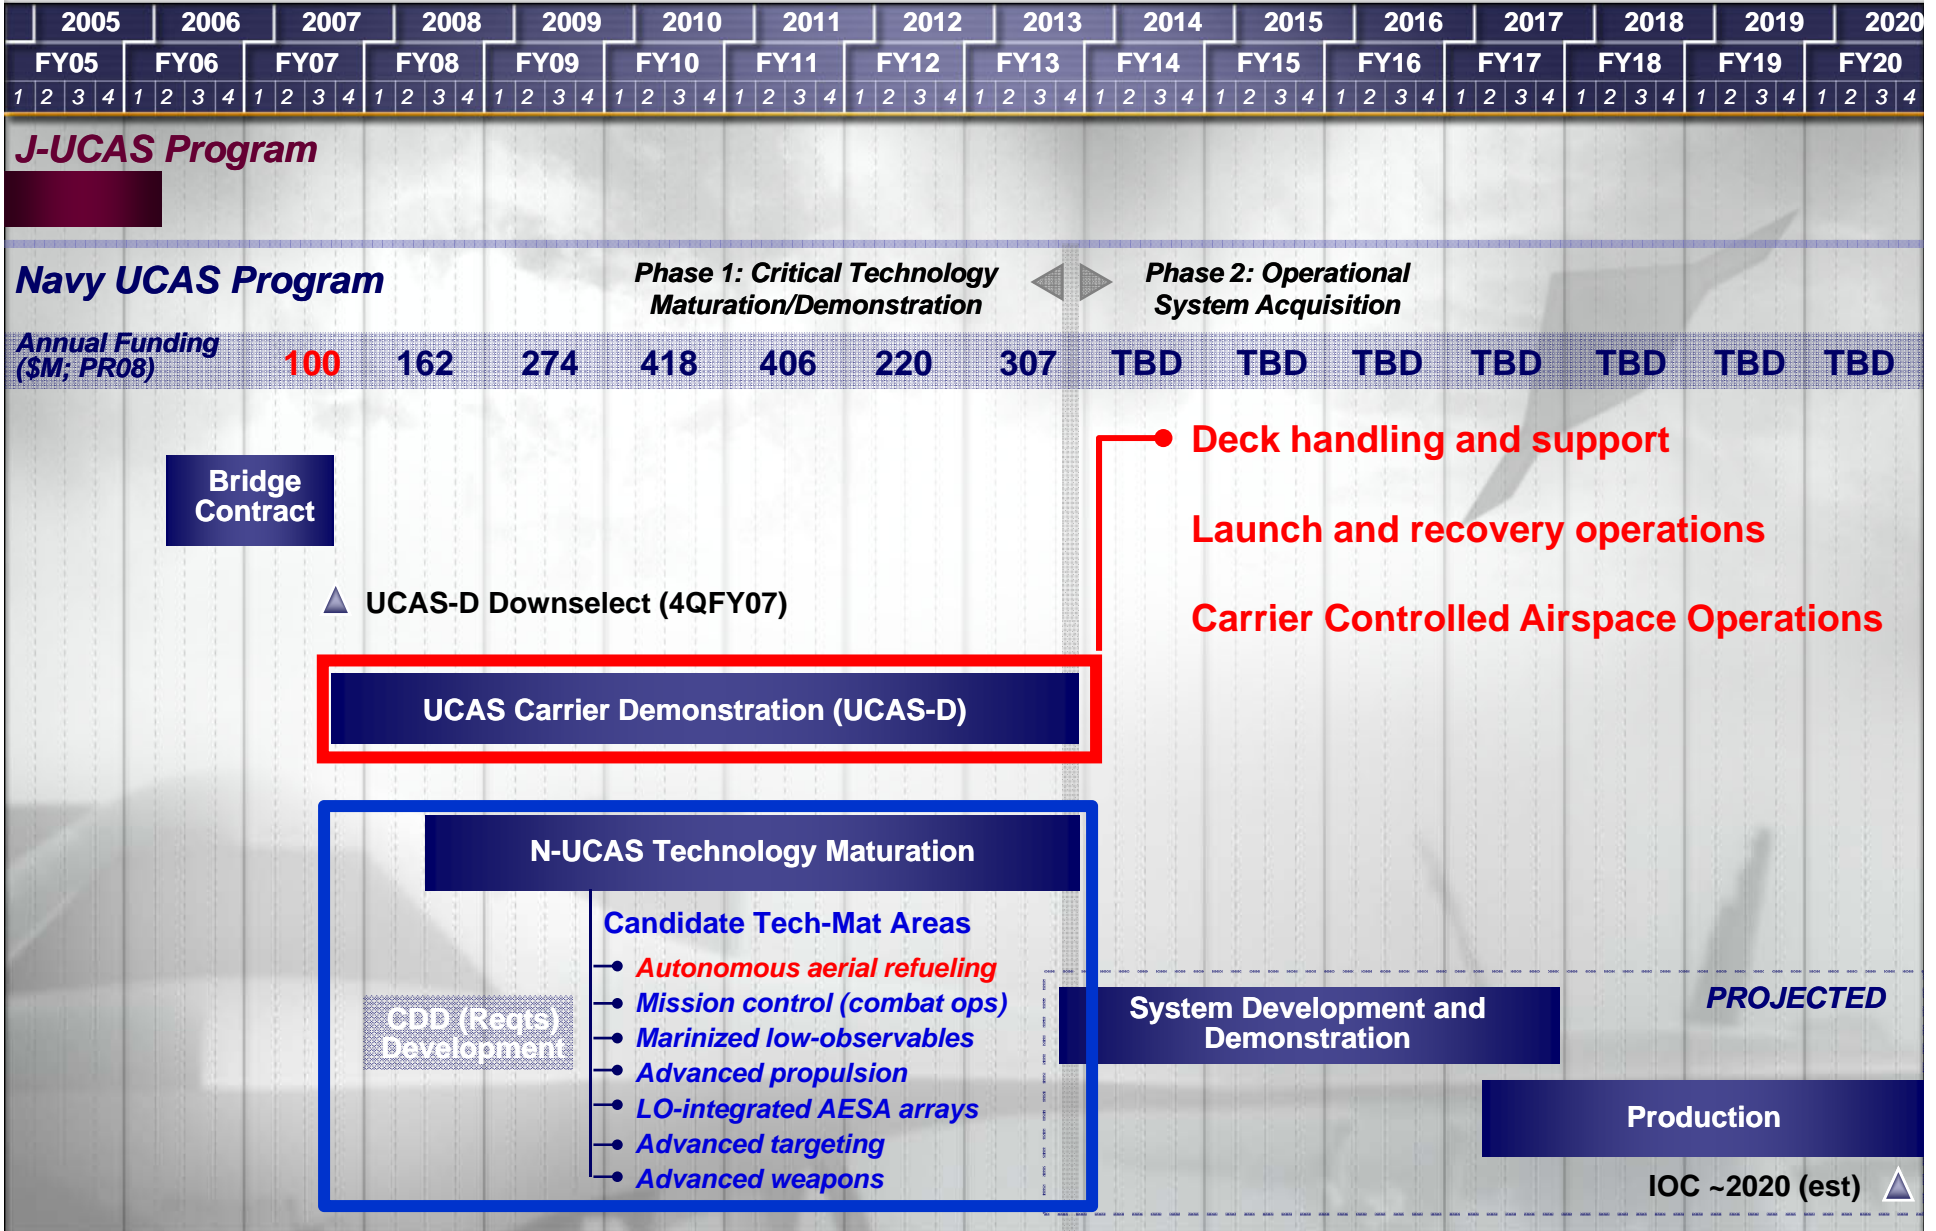 2005 2006 2007 2008 2009 2010 2011 2012 2013 2014 2015 2016 2017 2018 2019 2020
FY05 FY06 FY07 FY08 FY09 FY10 FY11 FY12 FY13 FY14 FY15 FY16 FY17 FY18 FY19 FY20
1 2 3 4 1 2 3 4 1 2 3 4 1 2 3 4 1 2 3 4 1 2 3 4 1 2 3 4 1 2 3 4 1 2 3 4 1 2 3 4 1 2 3 4 1 2 3 4 1 2 3 4 1 2 3 4 1 2 3 4 1 2 3 4
J-UCAS Program
Navy UCAS Program
Phase 1: Critical Technology
Maturation/Demonstration
Phase 2: Operational
System Acquisition
Annual Funding
($M; PR08)
100 162 274 418 406 220 307 TBD TBD TBD TBD TBD TBD TBD
Bridge
Contract
Deck handling and support
Launch and recovery operations
Carrier Controlled Airspace Operations
UCAS-D Downselect (4QFY07)
UCAS Carrier Demonstration (UCAS-D)
N-UCAS Technology Maturation
Candidate Tech-Mat Areas
Autonomous aerial refueling
Mission control (combat ops)
Marinized low-observables
Advanced propulsion
LO-integrated AESA arrays
Advanced targeting
Advanced weapons
CDD (Reqts)
Development
System Development and
Demonstration
PROJECTED
Production
IOC ~2020 (est)